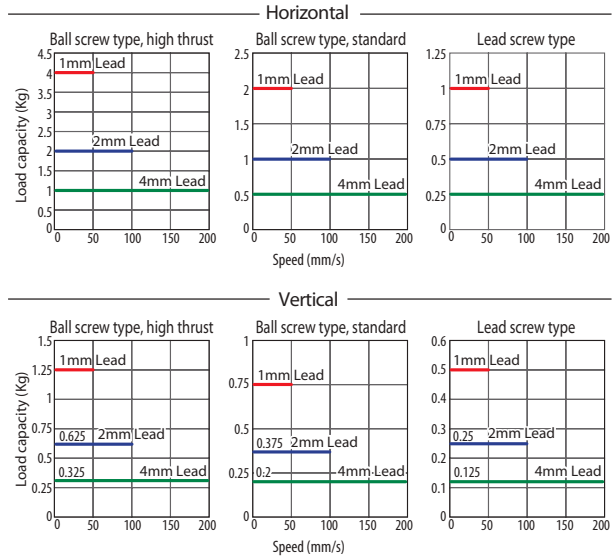 Horizontal
Ball screw type, high thrust
Ball screw type, standard
Lead screw type
Load capacity (Kg)
4.5
4
3.5
3
2.5
2
1.5
1
0.5
0
1mm Lead
2mm Lead
4mm Lead
0 50 100 150 200
2.5
2
1.5
1
0.5
0
1mm Lead
2mm Lead
4mm Lead
0 50 100 150 200
1.25
1
0.75
0.5
0.25
0
1mm Lead
2mm Lead
4mm Lead
0 50 100 150 200
Speed (mm/s)
Vertical
Ball screw type, high thrust
Ball screw type, standard
Lead screw type
Load capacity (Kg)
1.5
1.25
1
0.75
0.5
0.25
0
1mm Lead
0.625 2mm Lead
0.325 4mm Lead
0 50 100 150 200
1
0.75
0.5
0.25
0
1mm Lead
0.375 2mm Lead
0.2 4mm Lead
0 50 100 150 200
0.6
0.5
0.4
0.3
0.2
0.1
0
1mm Lead
0.25 2mm Lead
0.125 4mm Lead
0 50 100 150 200
Speed (mm/s)